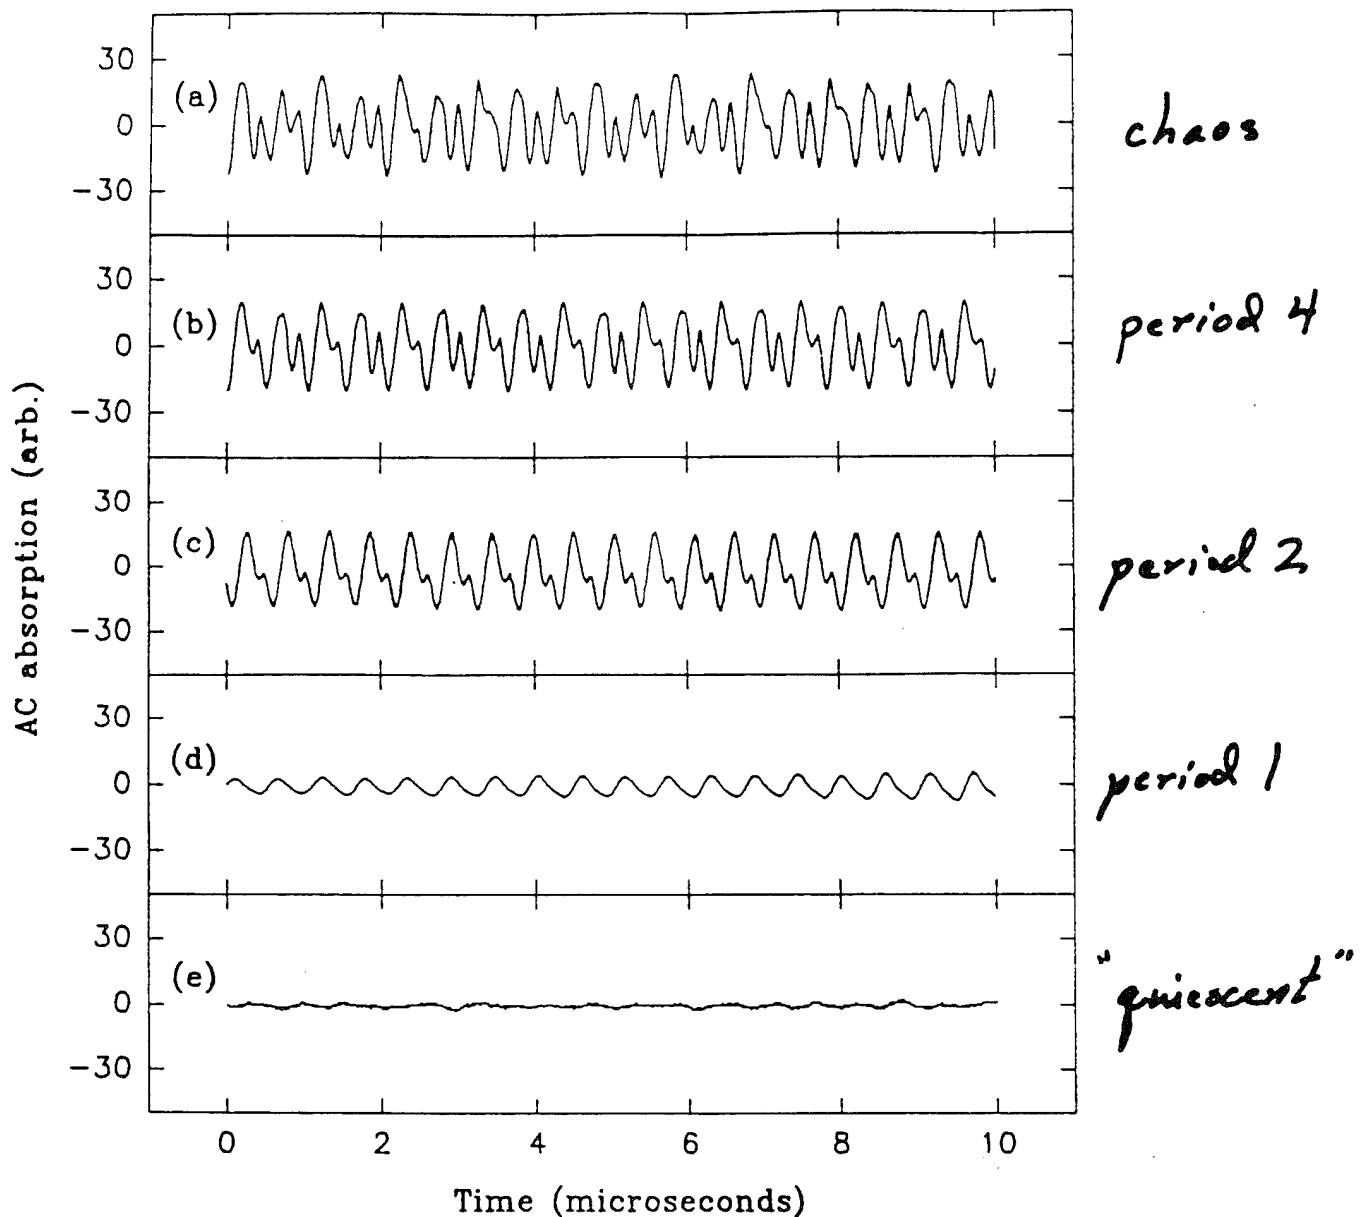 AC absorption (arb.)
30
0
−30
(a)
chaos
30
0
−30
(b)
period 4
30
0
−30
(c)
period 2
30
0
−30
(d)
period 1
30
0
−30
(e)
"quiescent"
0 2 4 6 8 10
Time (microseconds)